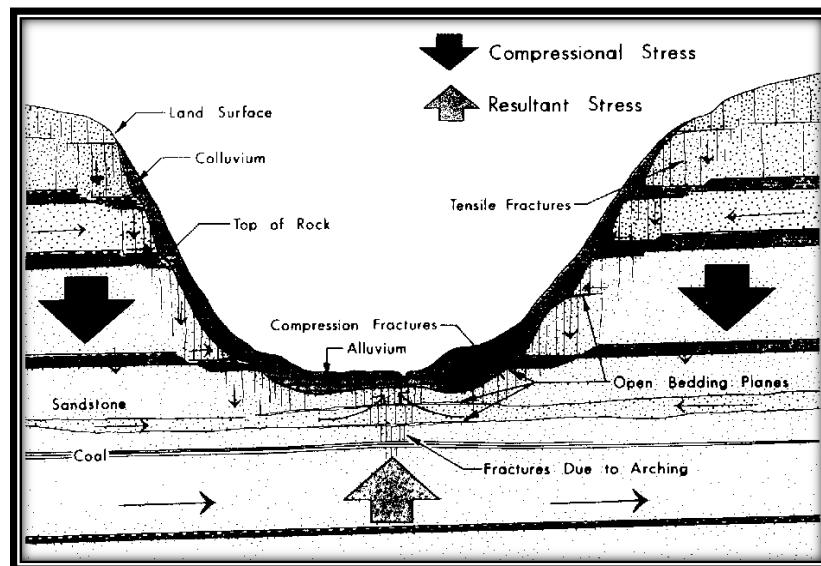 Compressional Stress
Resultant Stress
Land Surface
Colluvium
Tensile Fractures
Top of Rock
Compression Fractures
Alluvium
Open Bedding Planes
Sandstone
Coal
Fractures Due to Arching